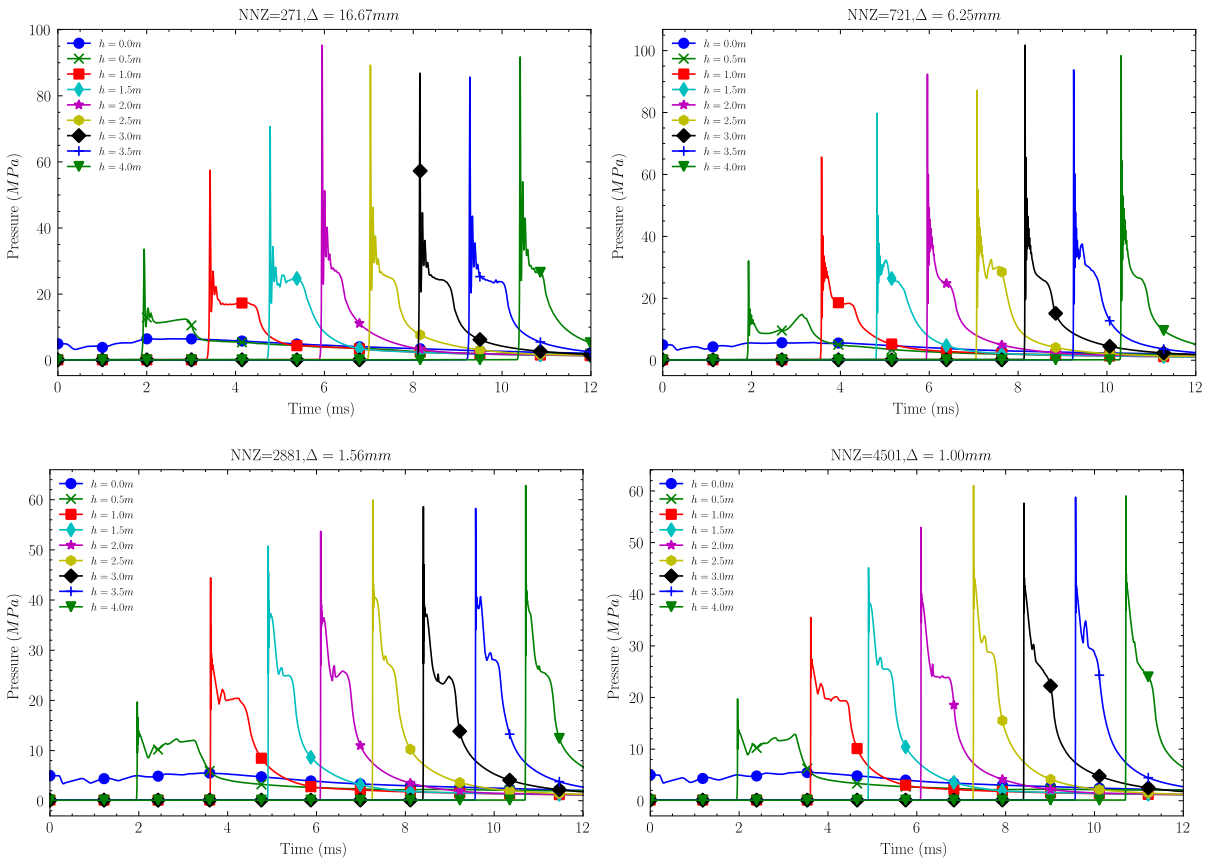 NNZ=271,Δ = 16.67mm
Pressure (MPa)
100
80
60
40
20
0
h = 0.0m
h = 0.5m
h = 1.0m
h = 1.5m
h = 2.0m
h = 2.5m
h = 3.0m
h = 3.5m
h = 4.0m
0 2 4 6 8 10 12
Time (ms)
NNZ=721,Δ = 6.25mm
Pressure (MPa)
100
80
60
40
20
0
h = 0.0m
h = 0.5m
h = 1.0m
h = 1.5m
h = 2.0m
h = 2.5m
h = 3.0m
h = 3.5m
h = 4.0m
0 2 4 6 8 10 12
Time (ms)
NNZ=2881,Δ = 1.56mm
Pressure (MPa)
60
50
40
30
20
10
0
h = 0.0m
h = 0.5m
h = 1.0m
h = 1.5m
h = 2.0m
h = 2.5m
h = 3.0m
h = 3.5m
h = 4.0m
0 2 4 6 8 10 12
Time (ms)
NNZ=4501,Δ = 1.00mm
Pressure (MPa)
60
50
40
30
20
10
0
h = 0.0m
h = 0.5m
h = 1.0m
h = 1.5m
h = 2.0m
h = 2.5m
h = 3.0m
h = 3.5m
h = 4.0m
0 2 4 6 8 10 12
Time (ms)